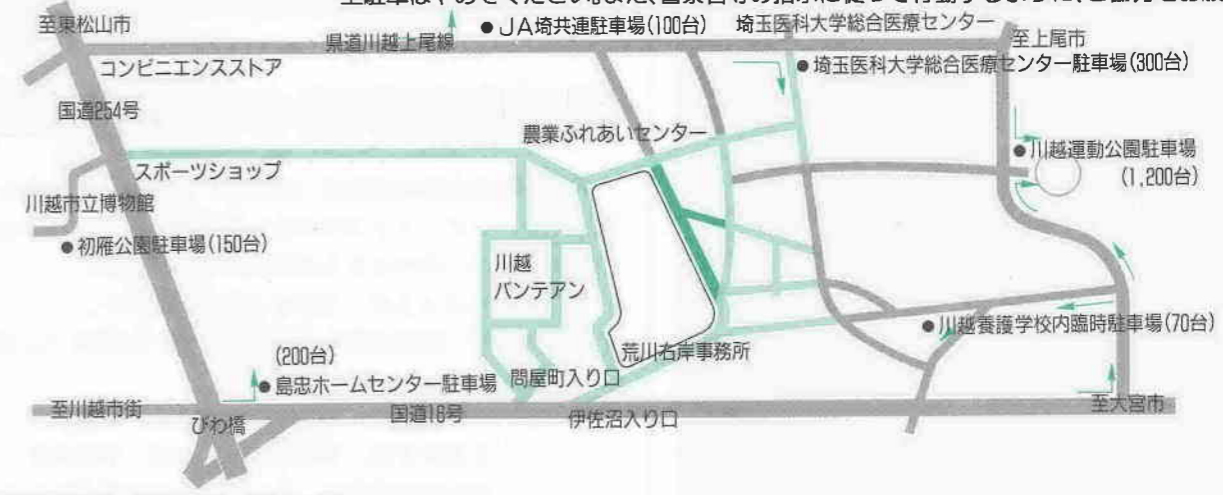 至東松山市
●JA埼共連駐車場(100台)
埼玉医科大学総合医療センター
県道川越上尾線
至上尾市
コンビニエンスストア
●埼玉医科大学総合医療センター駐車場(300台)
国道254号
農業ふれあいセンター
●川越運動公園駐車場
(1,200台)
スポーツショップ
川越市立博物館
●初雁公園駐車場(150台)
川越
バンテアン
●川越養護学校内臨時駐車場(70台)
荒川右岸事務所
(200台)
●島忠ホームセンター駐車場
問屋町入り口
至川越市街
国道16号
伊佐沼入り口
至大宮市
びわ橋